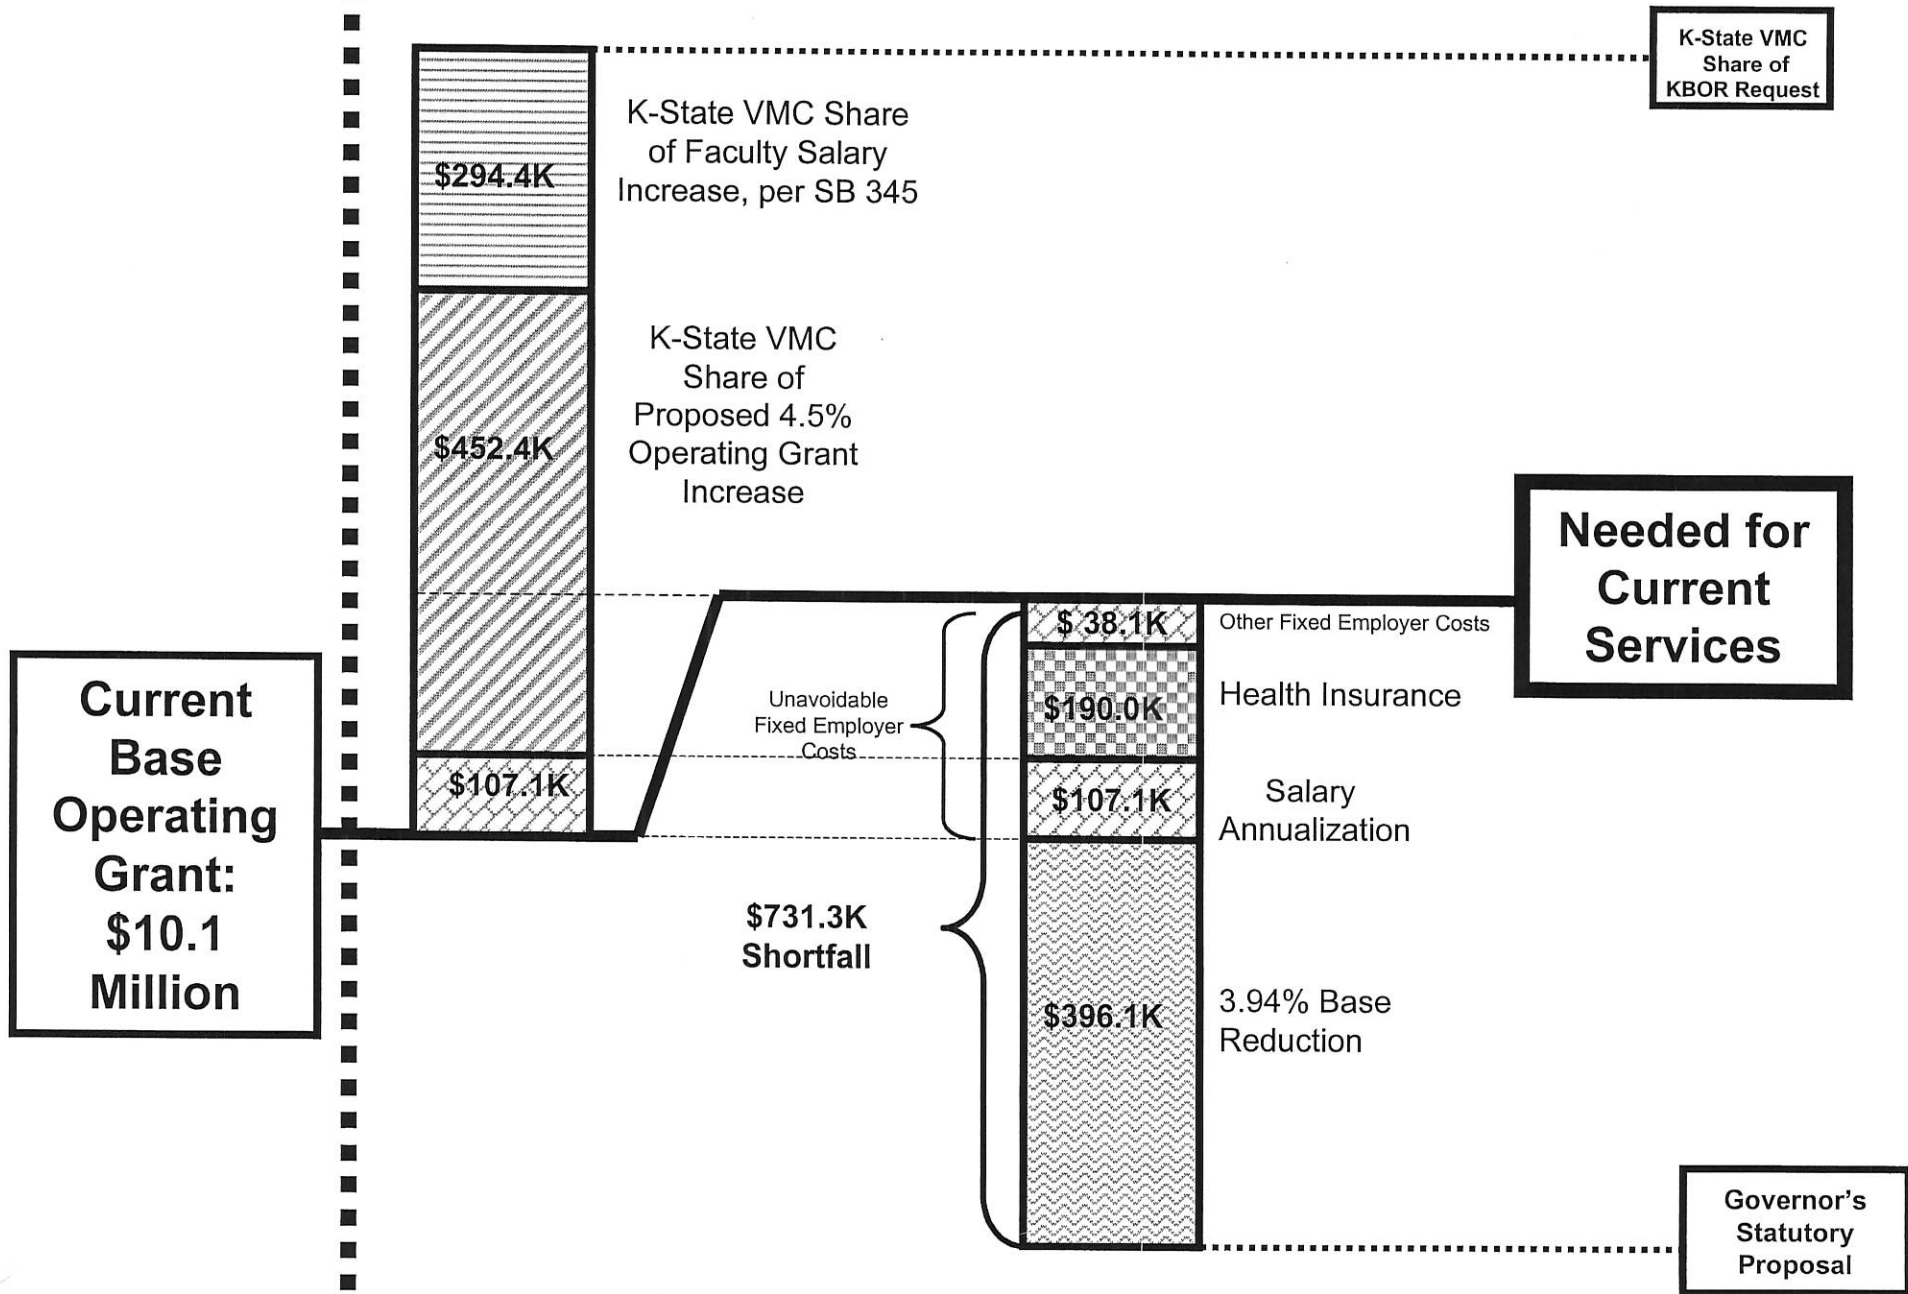 K-State VMC
Share of
KBOR Request
$294.4K
K-State VMC Share
of Faculty Salary
Increase, per SB 345
$452.4K
K-State VMC
Share of
Proposed 4.5%
Operating Grant
Increase
$107.1K
Current
Base
Operating
Grant:
$10.1
Million
Needed for
Current
Services
Unavoidable
Fixed Employer
Costs
$ 38.1K
Other Fixed Employer Costs
$190.0K
Health Insurance
$107.1K
Salary
Annualization
$731.3K
Shortfall
$396.1K
3.94% Base
Reduction
Governor's
Statutory
Proposal